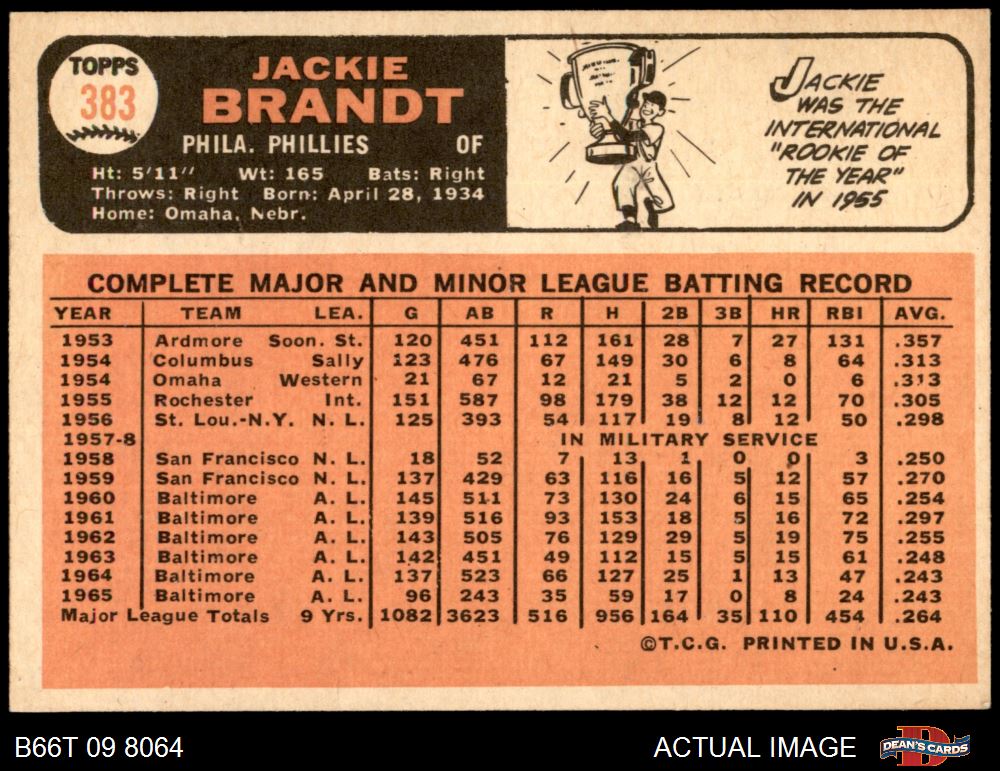 TOPPS
383
JACKIE
BRANDT
PHILA. PHILLIES OF
Ht: 5'11" Wt: 165 Bats: Right
Throws: Right Born: April 28, 1934
Home: Omaha, Nebr.
JACKIE
WAS THE
INTERNATIONAL
"ROOKIE OF
THE YEAR"
IN 1955
COMPLETE MAJOR AND MINOR LEAGUE BATTING RECORD
YEAR TEAM LEA. G AB R H 2B 3B HR RBI AVG.
1953 Ardmore Soon. St. 120 451 112 161 28 7 27 131 .357
1954 Columbus Sally 123 476 67 149 30 6 8 64 .313
1954 Omaha Western 21 67 12 21 5 2 0 6 .313
1955 Rochester Int. 151 587 98 179 38 12 12 70 .305
1956 St. Lou.-N.Y. N. L. 125 393 54 117 19 8 12 50 .298
1957-8 IN MILITARY SERVICE
1958 San Francisco N. L. 18 52 7 13 1 0 0 3 .250
1959 San Francisco N. L. 137 429 63 116 16 5 12 57 .270
1960 Baltimore A. L. 145 511 73 130 24 6 15 65 .254
1961 Baltimore A. L. 139 516 93 153 18 5 16 72 .297
1962 Baltimore A. L. 143 505 76 129 29 5 19 75 .255
1963 Baltimore A. L. 142 451 49 112 15 5 15 61 .248
1964 Baltimore A. L. 137 523 66 127 25 1 13 47 .243
1965 Baltimore A. L. 96 243 35 59 17 0 8 24 .243
Major League Totals 9 Yrs. 1082 3623 516 956 164 35 110 454 .264
©T.C.G. PRINTED IN U.S.A.
B66T 09 8064
ACTUAL IMAGE
DEAN'S CARDS